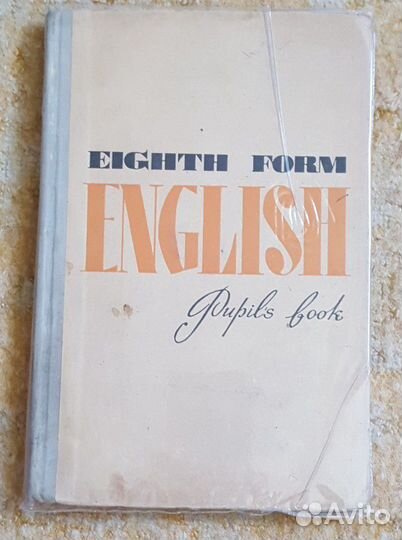 EIGHTH FORM
ENGLISH
Pupil's book
Avito